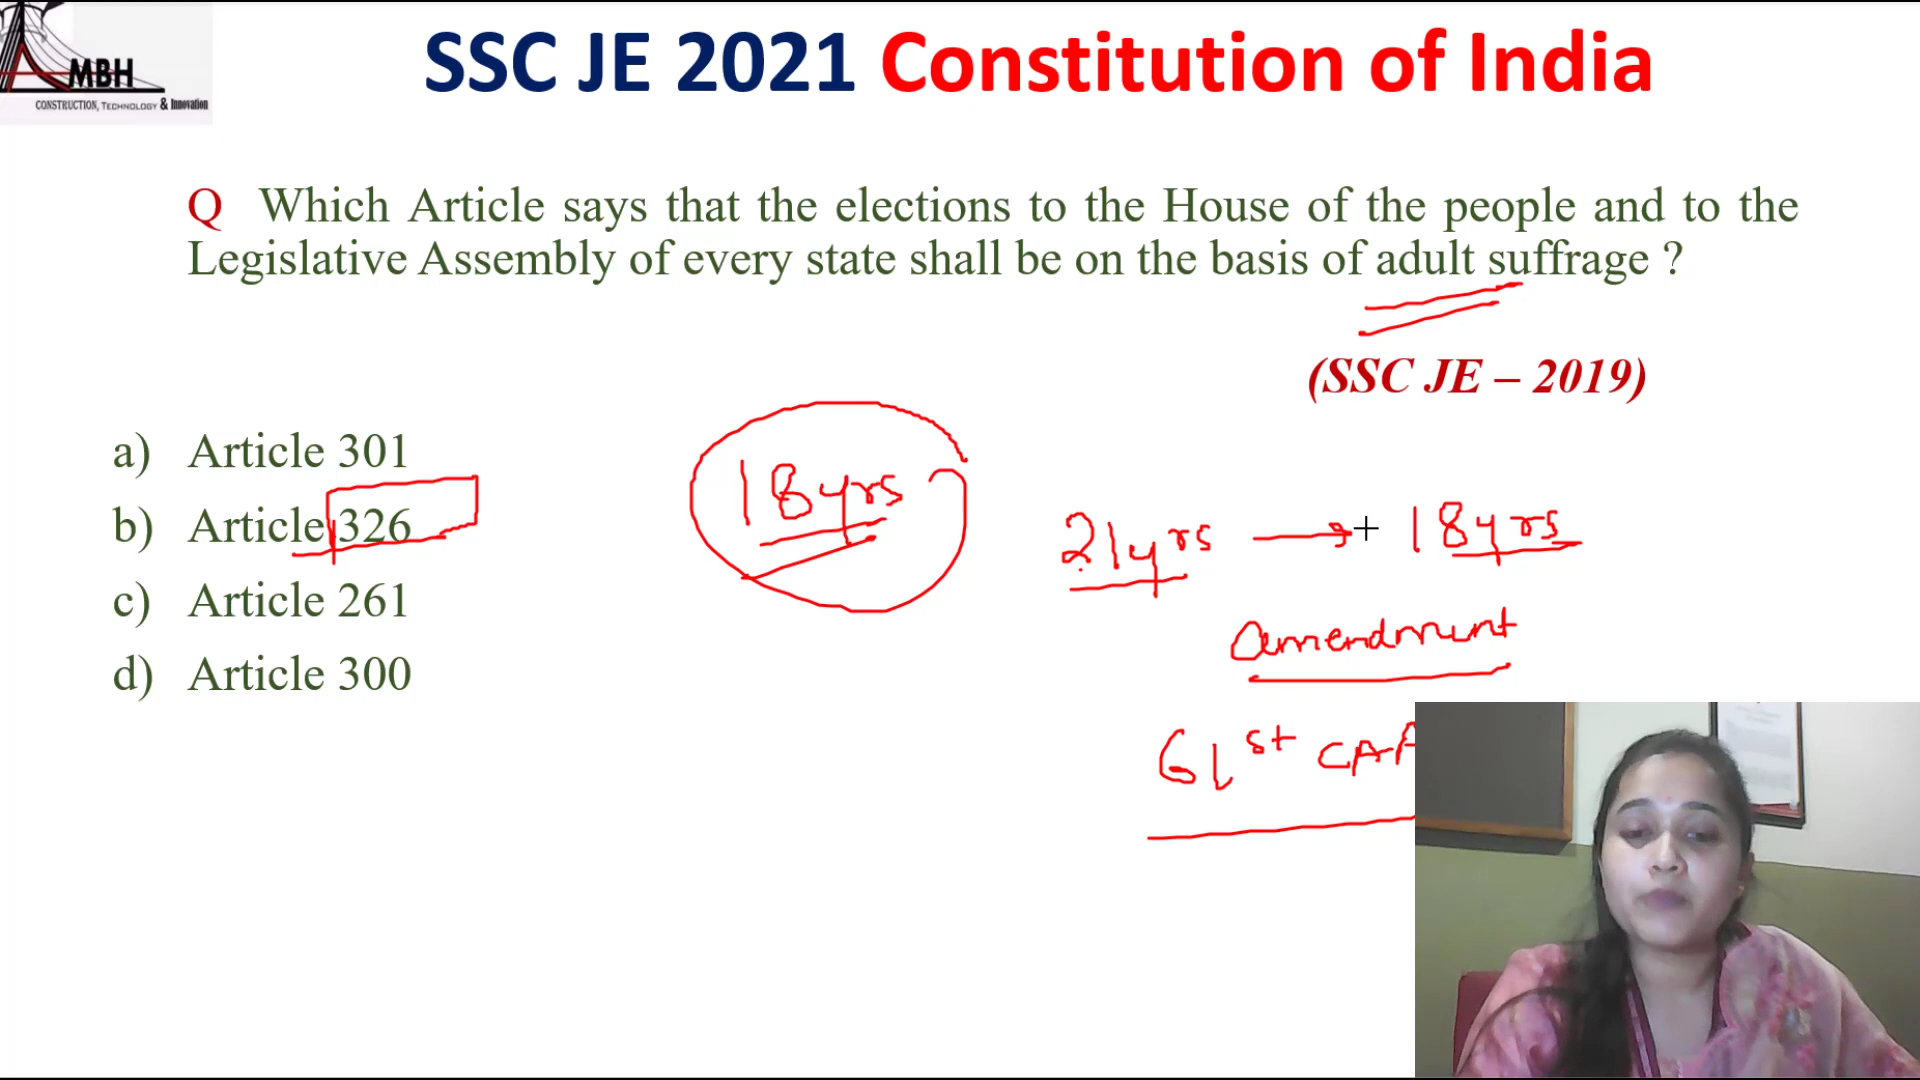 MBH
CONSTRUCTION, TECHNOLOGY & Innovation
SSC JE 2021 Constitution of India
Q Which Article says that the elections to the House of the people and to the
Legislative Assembly of every state shall be on the basis of adult suffrage ?
(SSC JE – 2019)
a) Article 301
b) Article 326
c) Article 261
d) Article 300
18yrs
21yrs → 18yrs
amendment
61st CAA